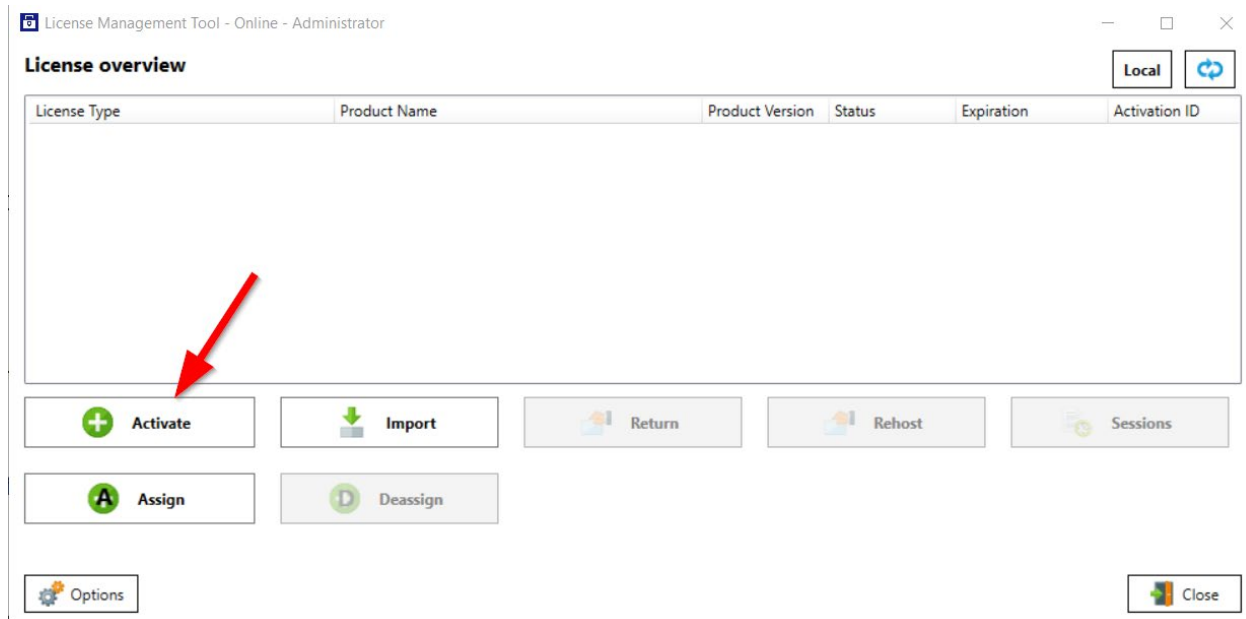 License Management Tool - Online - Administrator
License overview
Local
License Type Product Name Product Version Status Expiration Activation ID
Activate Import Return Rehost Sessions
A Assign D Deassign
Options Close